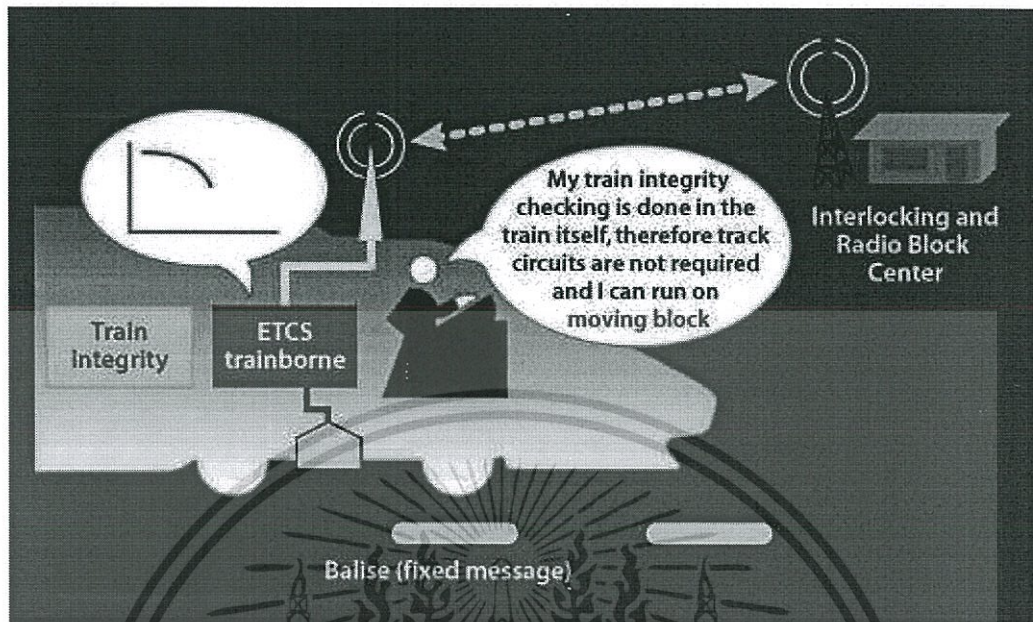 My train integrity
checking is done in the
train itself, therefore track
circuits are not required
and I can run on
moving block
Interlocking and
Radio Block
Center
Train
integrity
ETCS
trainborne
Balise (fixed message)